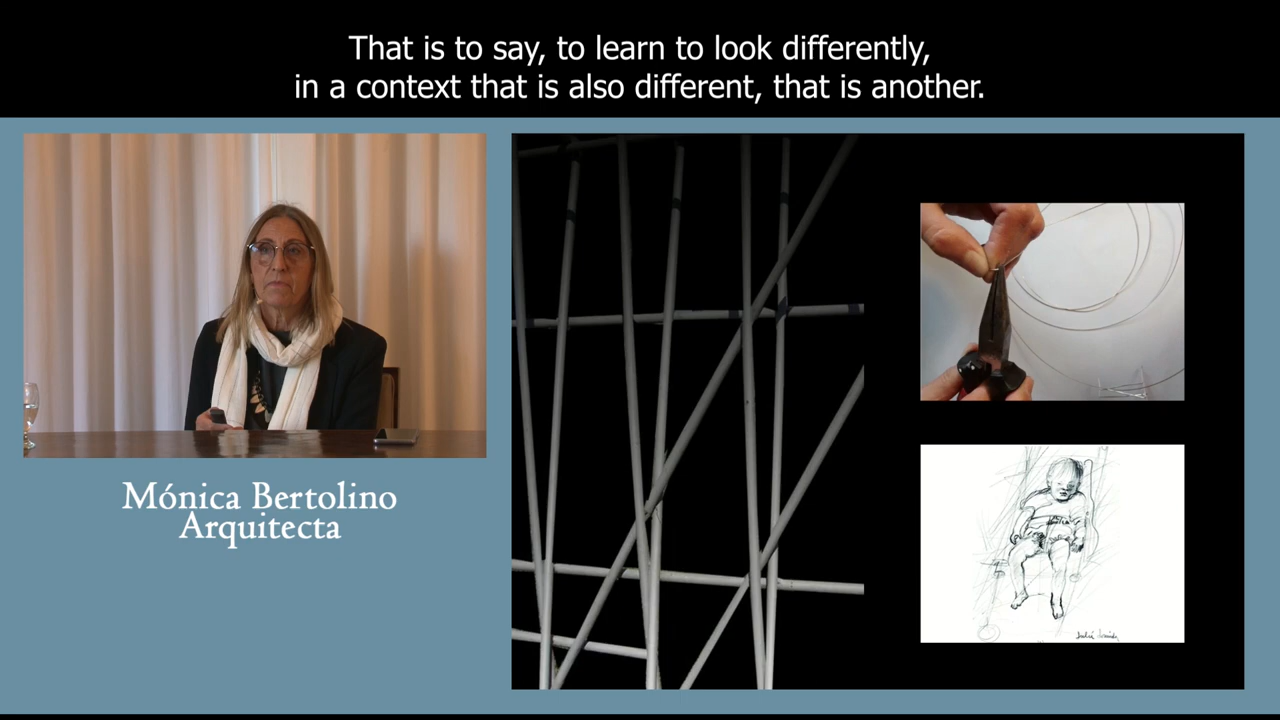 That is to say, to learn to look differently,
in a context that is also different, that is another.
Mónica Bertolino
Arquitecta